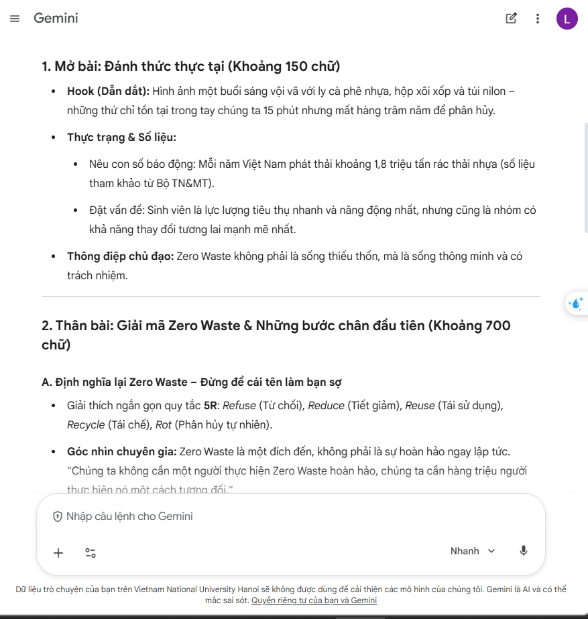 Gemini
L
1. Mở bài: Đánh thức thực tại (Khoảng 150 chữ)
• Hook (Dẫn dắt): Hình ảnh một buổi sáng vội vã với ly cà phê nhựa, hộp xôi xốp và túi nilon –
những thứ chỉ tồn tại trong tay chúng ta 15 phút nhưng mất hàng trăm năm để phân hủy.
• Thực trạng & Số liệu:
• Nêu con số báo động: Mỗi năm Việt Nam phát thải khoảng 1,8 triệu tấn rác thải nhựa (số liệu
tham khảo từ Bộ TN&MT).
• Đặt vấn đề: Sinh viên là lực lượng tiêu thụ nhanh và năng động nhất, nhưng cũng là nhóm có
khả năng thay đổi tương lai mạnh mẽ nhất.
• Thông điệp chủ đạo: Zero Waste không phải là sống thiếu thốn, mà là sống thông minh và có
trách nhiệm.
2. Thân bài: Giải mã Zero Waste & Những bước chân đầu tiên (Khoảng 700
chữ)
A. Định nghĩa lại Zero Waste – Đừng để cái tên làm bạn sợ
• Giải thích ngắn gọn quy tắc 5R: Refuse (Từ chối), Reduce (Tiết giảm), Reuse (Tái sử dụng),
Recycle (Tái chế), Rot (Phân hủy tự nhiên).
• Góc nhìn chuyên gia: Zero Waste là một đích đến, không phải là sự hoàn hảo ngay lập tức.
"Chúng ta không cần một người thực hiện Zero Waste hoàn hảo, chúng ta cần hàng triệu người
thực hiện nó một cách tương đối."
Nhập câu lệnh cho Gemini
Nhanh
Dữ liệu trò chuyện của bạn trên Vietnam National University Hanoi sẽ không được dùng để cải thiện các mô hình của chúng tôi. Gemini là AI và có thể
mắc sai sót. Quyền riêng tư của bạn và Gemini